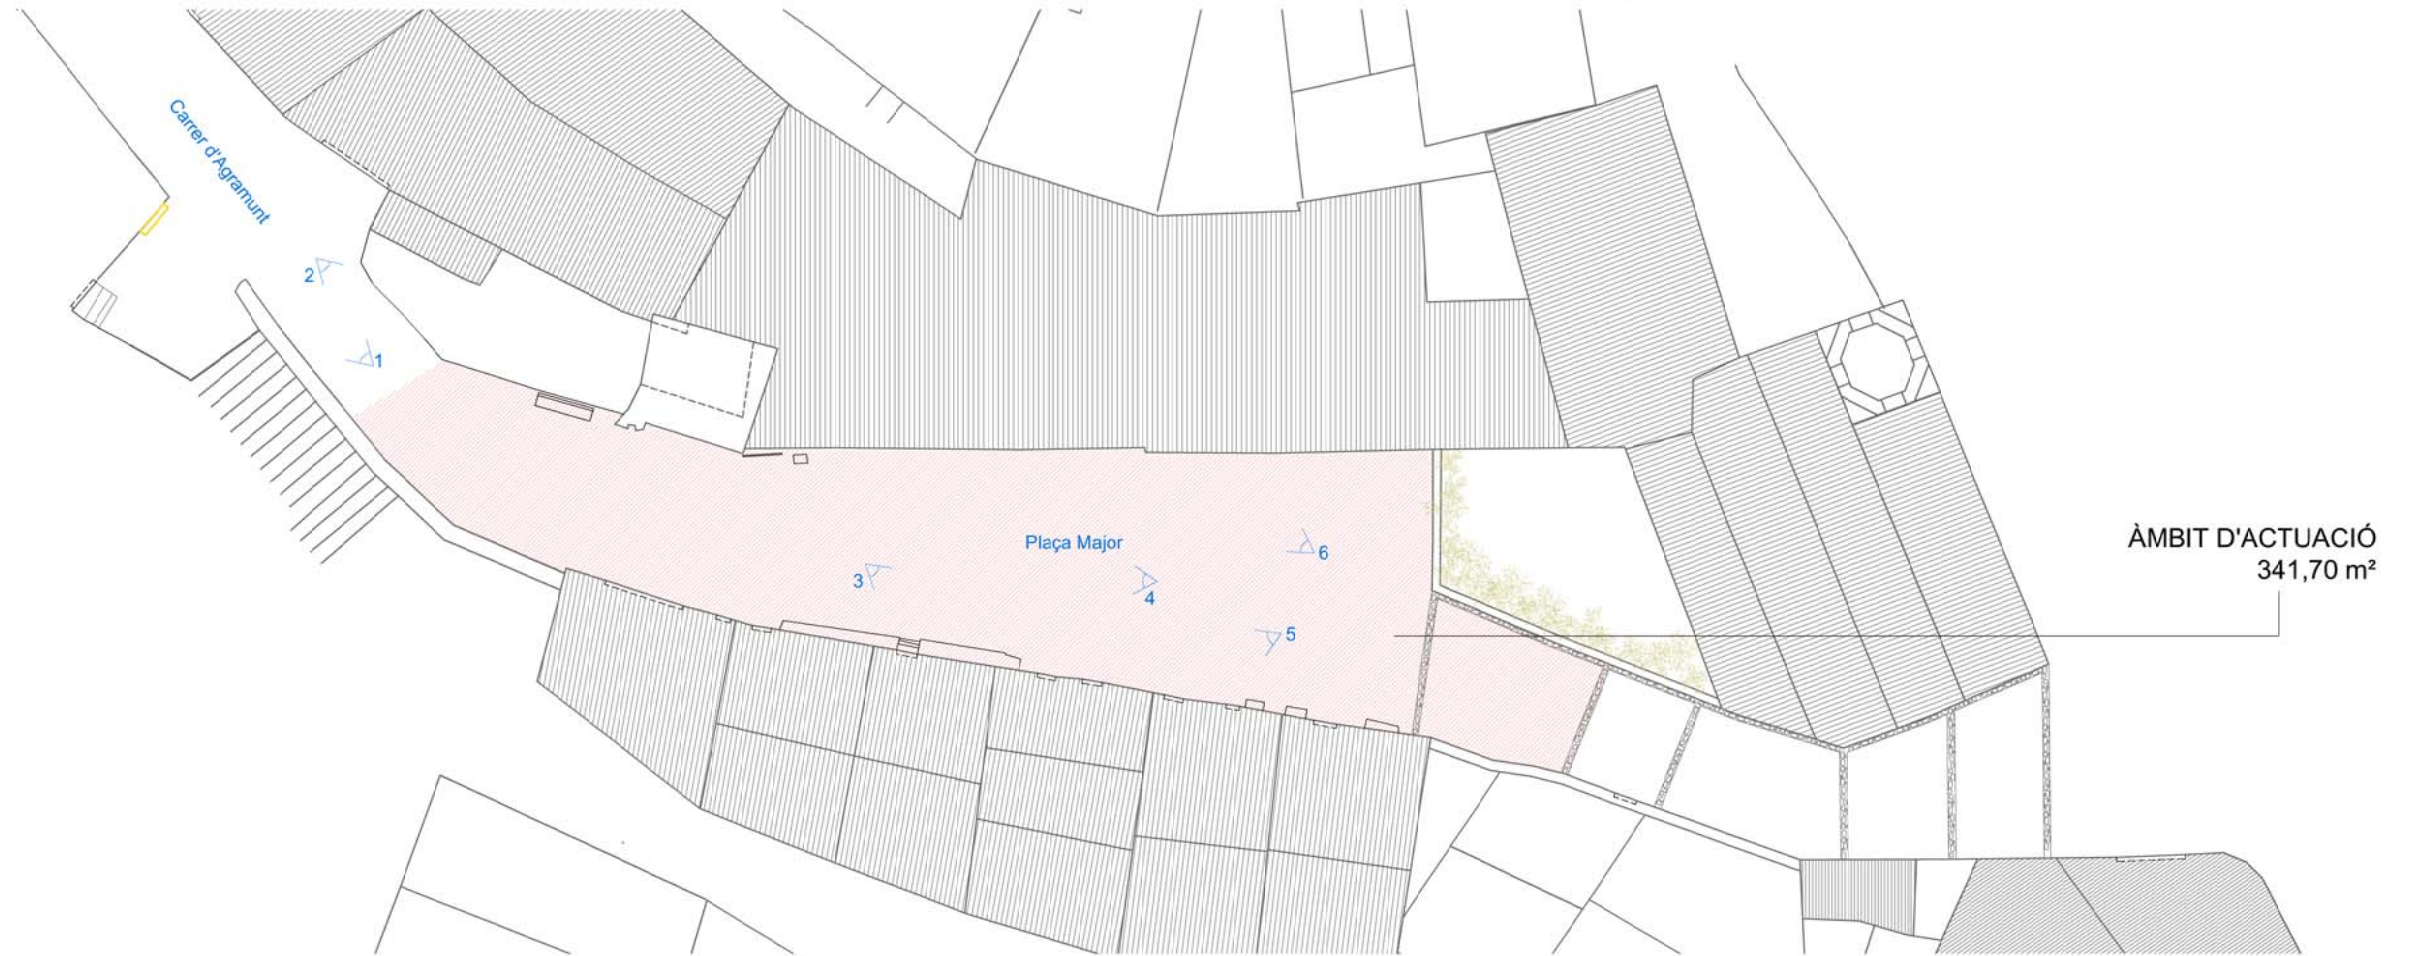 Carrer d'Agramunt
2
1
Plaça Major
6
3
4
5
ÀMBIT D'ACTUACIÓ
341,70 m²